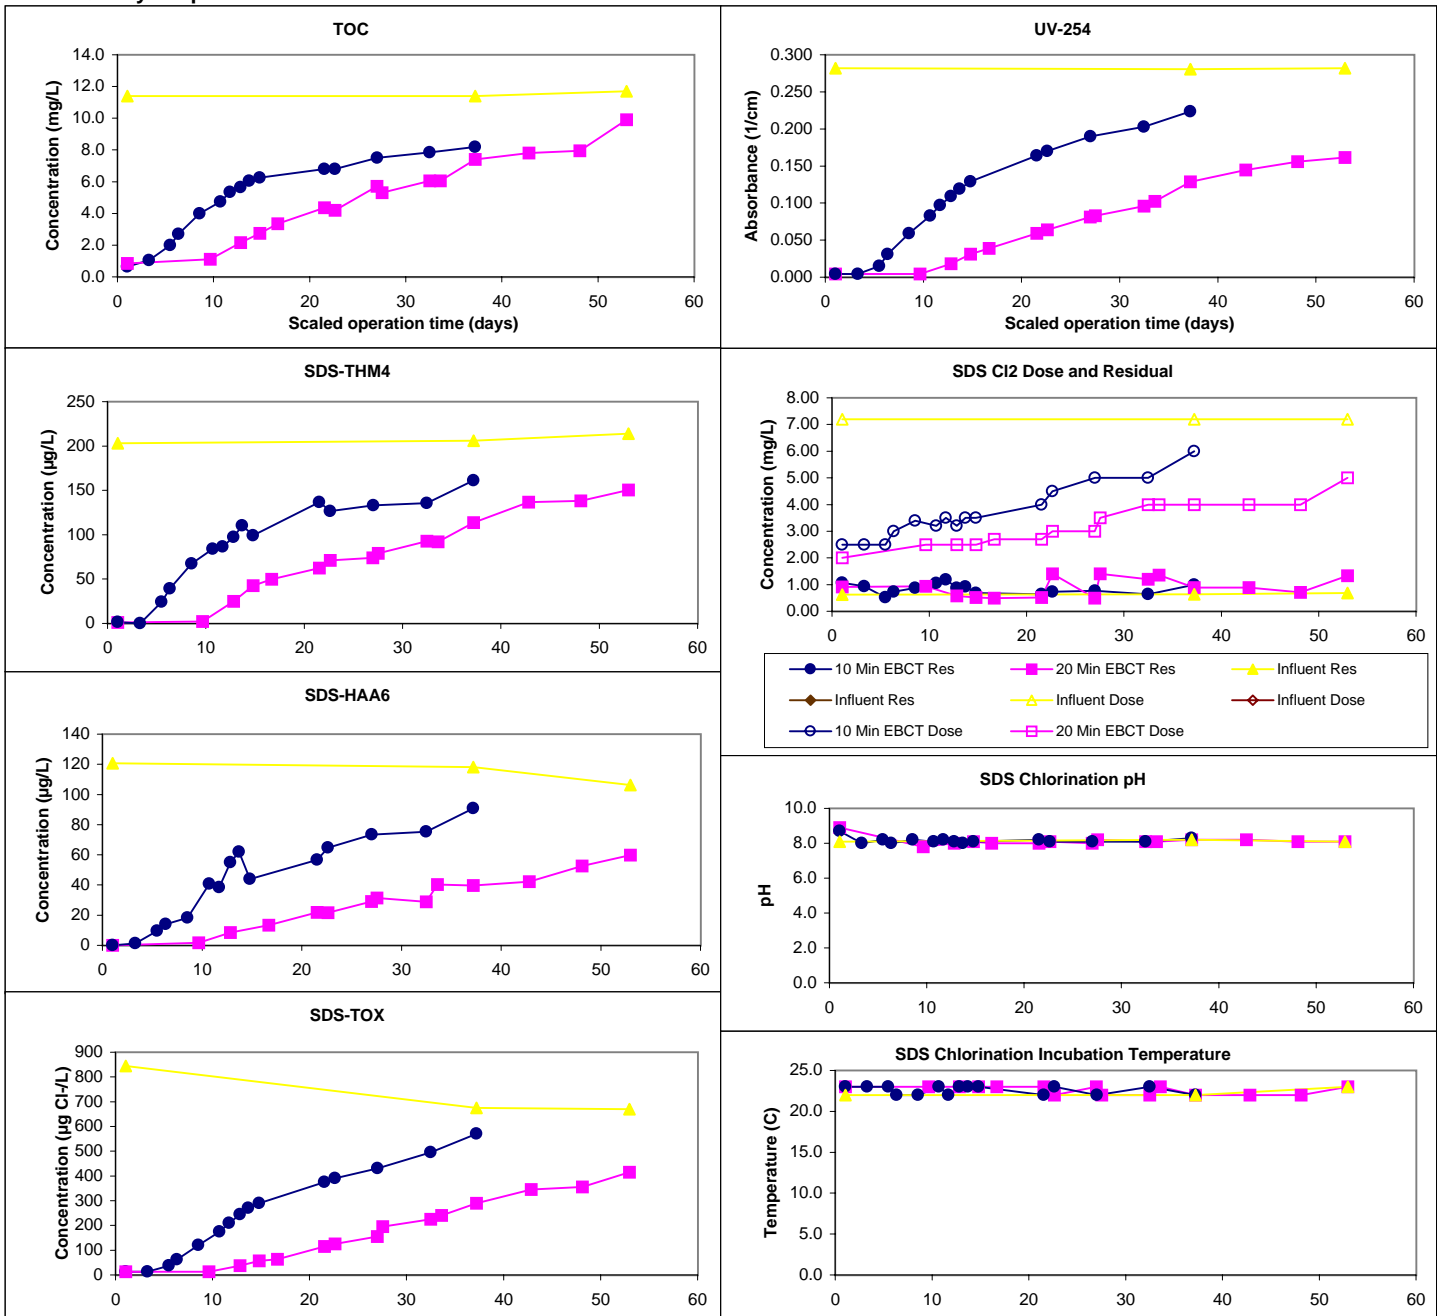 TOC
14.0
12.0
10.0
8.0
6.0
4.0
2.0
0.0
Concentration (mg/L)
0 10 20 30 40 50 60
Scaled operation time (days)
UV-254
0.300
0.250
0.200
0.150
0.100
0.050
0.000
Absorbance (1/cm)
0 10 20 30 40 50 60
Scaled operation time (days)
SDS-THM4
250
200
150
100
50
0
Concentration (µg/L)
0 10 20 30 40 50 60
SDS Cl2 Dose and Residual
8.00
7.00
6.00
5.00
4.00
3.00
2.00
1.00
0.00
Concentration (mg/L)
0 10 20 30 40 50 60
10 Min EBCT Res 20 Min EBCT Res Influent Res
Influent Res Influent Dose Influent Dose
10 Min EBCT Dose 20 Min EBCT Dose
SDS-HAA6
140
120
100
80
60
40
20
0
Concentration (µg/L)
0 10 20 30 40 50 60
SDS Chlorination pH
10.0
8.0
6.0
4.0
2.0
0.0
pH
0 10 20 30 40 50 60
SDS-TOX
900
800
700
600
500
400
300
200
100
0
Concentration (µg Cl-/L)
0 10 20 30 40 50 60
SDS Chlorination Incubation Temperature
25.0
20.0
15.0
10.0
5.0
0.0
Temperature (C)
0 10 20 30 40 50 60